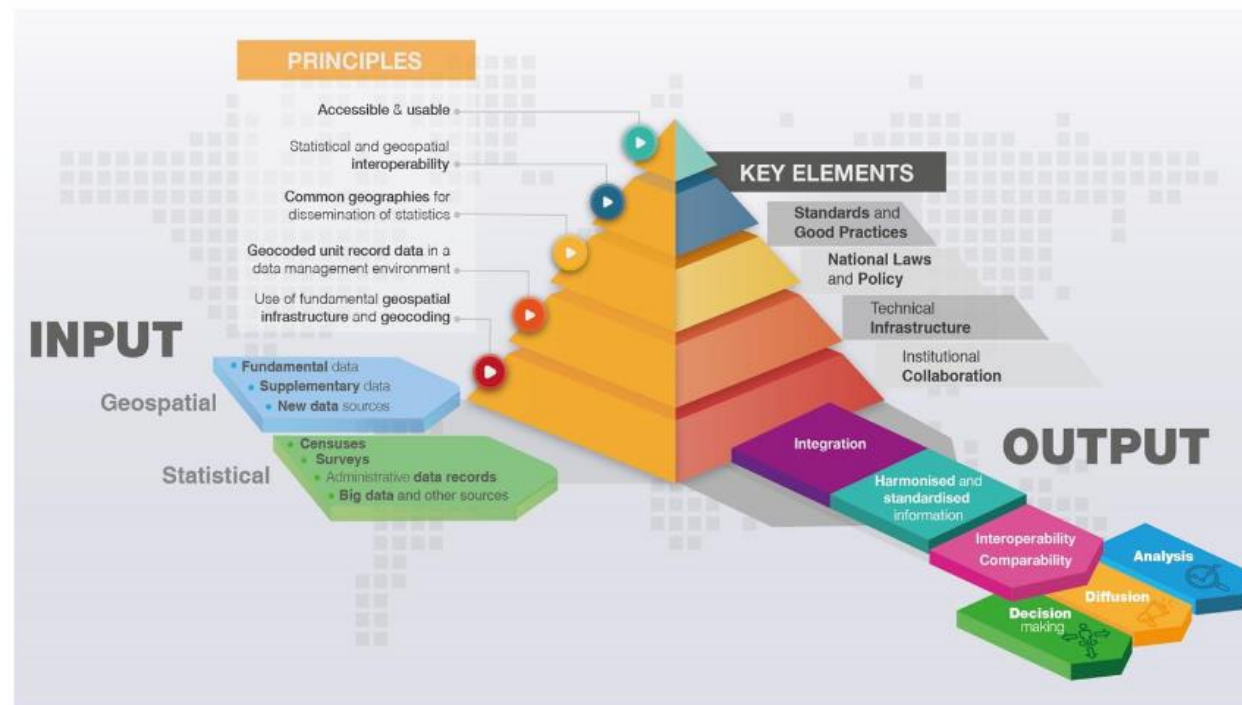 PRINCIPLES
Accessible & usable
Statistical and geospatial
interoperability
Common geographies for
dissemination of statistics
Geocoded unit record data in a
data management environment
Use of fundamental geospatial
infrastructure and geocoding
KEY ELEMENTS
Standards and
Good Practices
National Laws
and Policy
Technical
Infrastructure
Institutional
Collaboration
INPUT
Geospatial
• Fundamental data
• Supplementary data
• New data sources
Statistical
• Censuses
• Surveys
• Administrative data records
• Big data and other sources
OUTPUT
Integration
Harmonised and
standardised
information
Interoperability
Comparability
Analysis
Diffusion
Decision
making